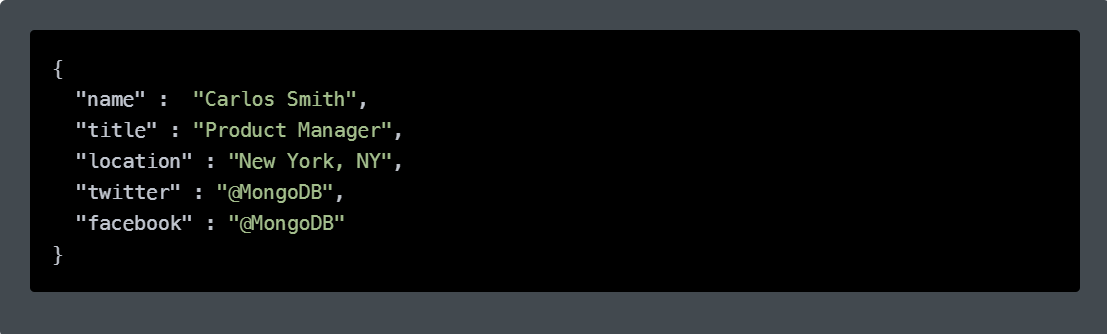 {
  "name" :  "Carlos Smith",
  "title" : "Product Manager",
  "location" : "New York, NY",
  "twitter" : "@MongoDB",
  "facebook" : "@MongoDB"
}